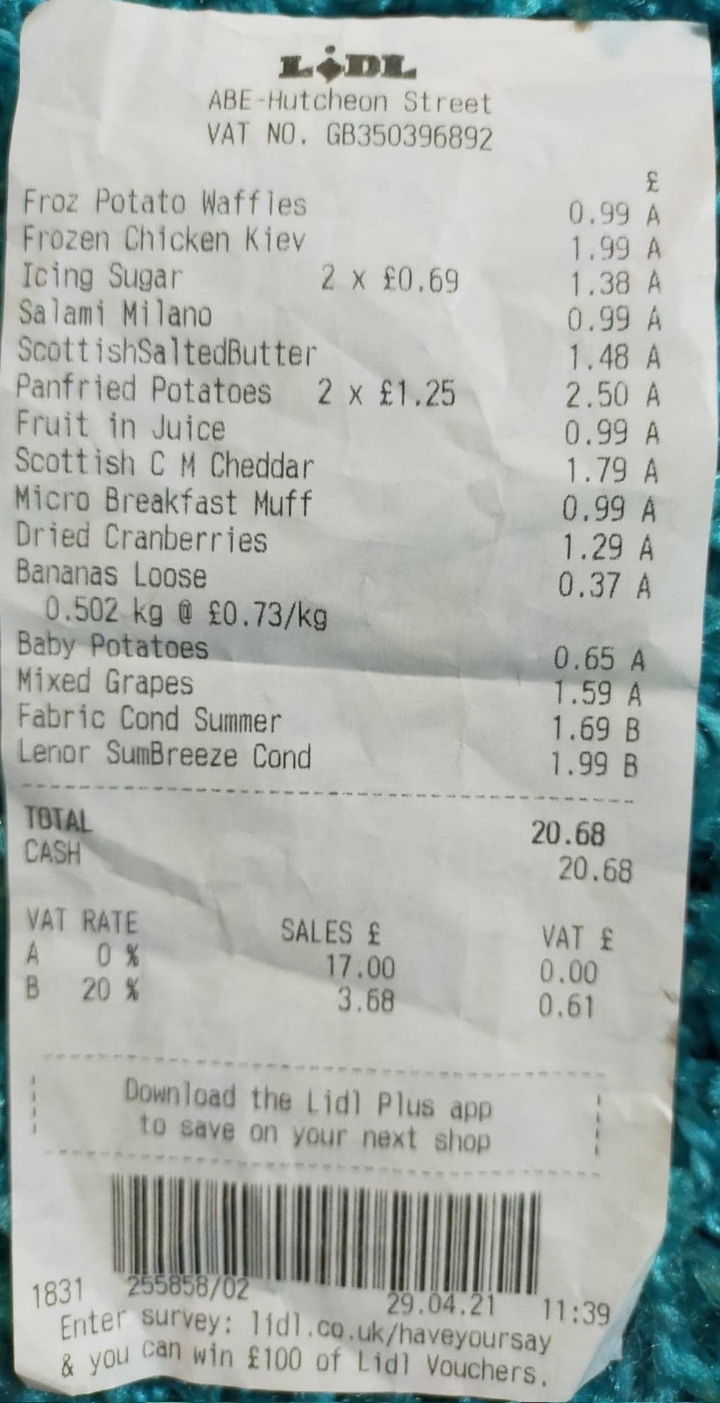 LiDL
ABE-Hutcheon Street
VAT NO. GB350396892
£
Froz Potato Waffles 0.99 A
Frozen Chicken Kiev 1.99 A
Icing Sugar 2 x £0.69 1.38 A
Salami Milano 0.99 A
ScottishSaltedButter 1.48 A
Panfried Potatoes 2 x £1.25 2.50 A
Fruit in Juice 0.99 A
Scottish C M Cheddar 1.79 A
Micro Breakfast Muff 0.99 A
Dried Cranberries 1.29 A
Bananas Loose 0.37 A
0.502 kg @ £0.73/kg
Baby Potatoes 0.65 A
Mixed Grapes 1.59 A
Fabric Cond Summer 1.69 B
Lenor SumBreeze Cond 1.99 B
TOTAL 20.68
CASH 20.68
VAT RATE SALES £ VAT £
A 0 % 17.00 0.00
B 20 % 3.68 0.61
Download the Lidl Plus app
to save on your next shop
1831 255858/02 29.04.21 11:39
Enter survey: lidl.co.uk/haveyoursay
& you can win £100 of Lidl Vouchers.